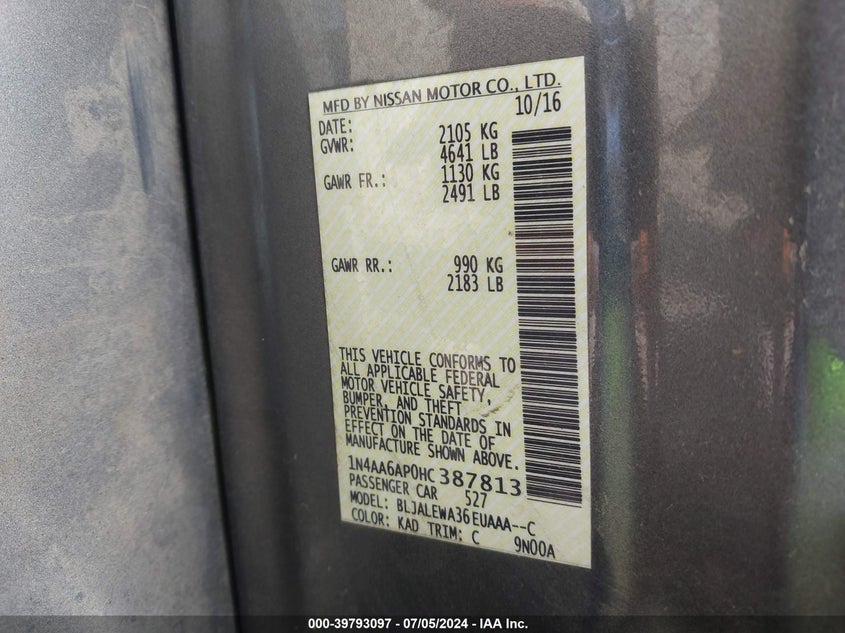 MFD BY NISSAN MOTOR CO., LTD.
DATE: 10/16
GVWR: 2105 KG
4641 LB
GAWR FR.: 1130 KG
2491 LB
GAWR RR.: 990 KG
2183 LB
THIS VEHICLE CONFORMS TO
ALL APPLICABLE FEDERAL
MOTOR VEHICLE SAFETY,
BUMPER, AND THEFT
PREVENTION STANDARDS IN
EFFECT ON THE DATE OF
MANUFACTURE SHOWN ABOVE.
1N4AA6AP0HC387813
PASSENGER CAR 527
MODEL: BLJALEWA36EUAAA--C
COLOR: KAD TRIM: C 9N00A
000-39793097 - 07/05/2024 - IAA Inc.